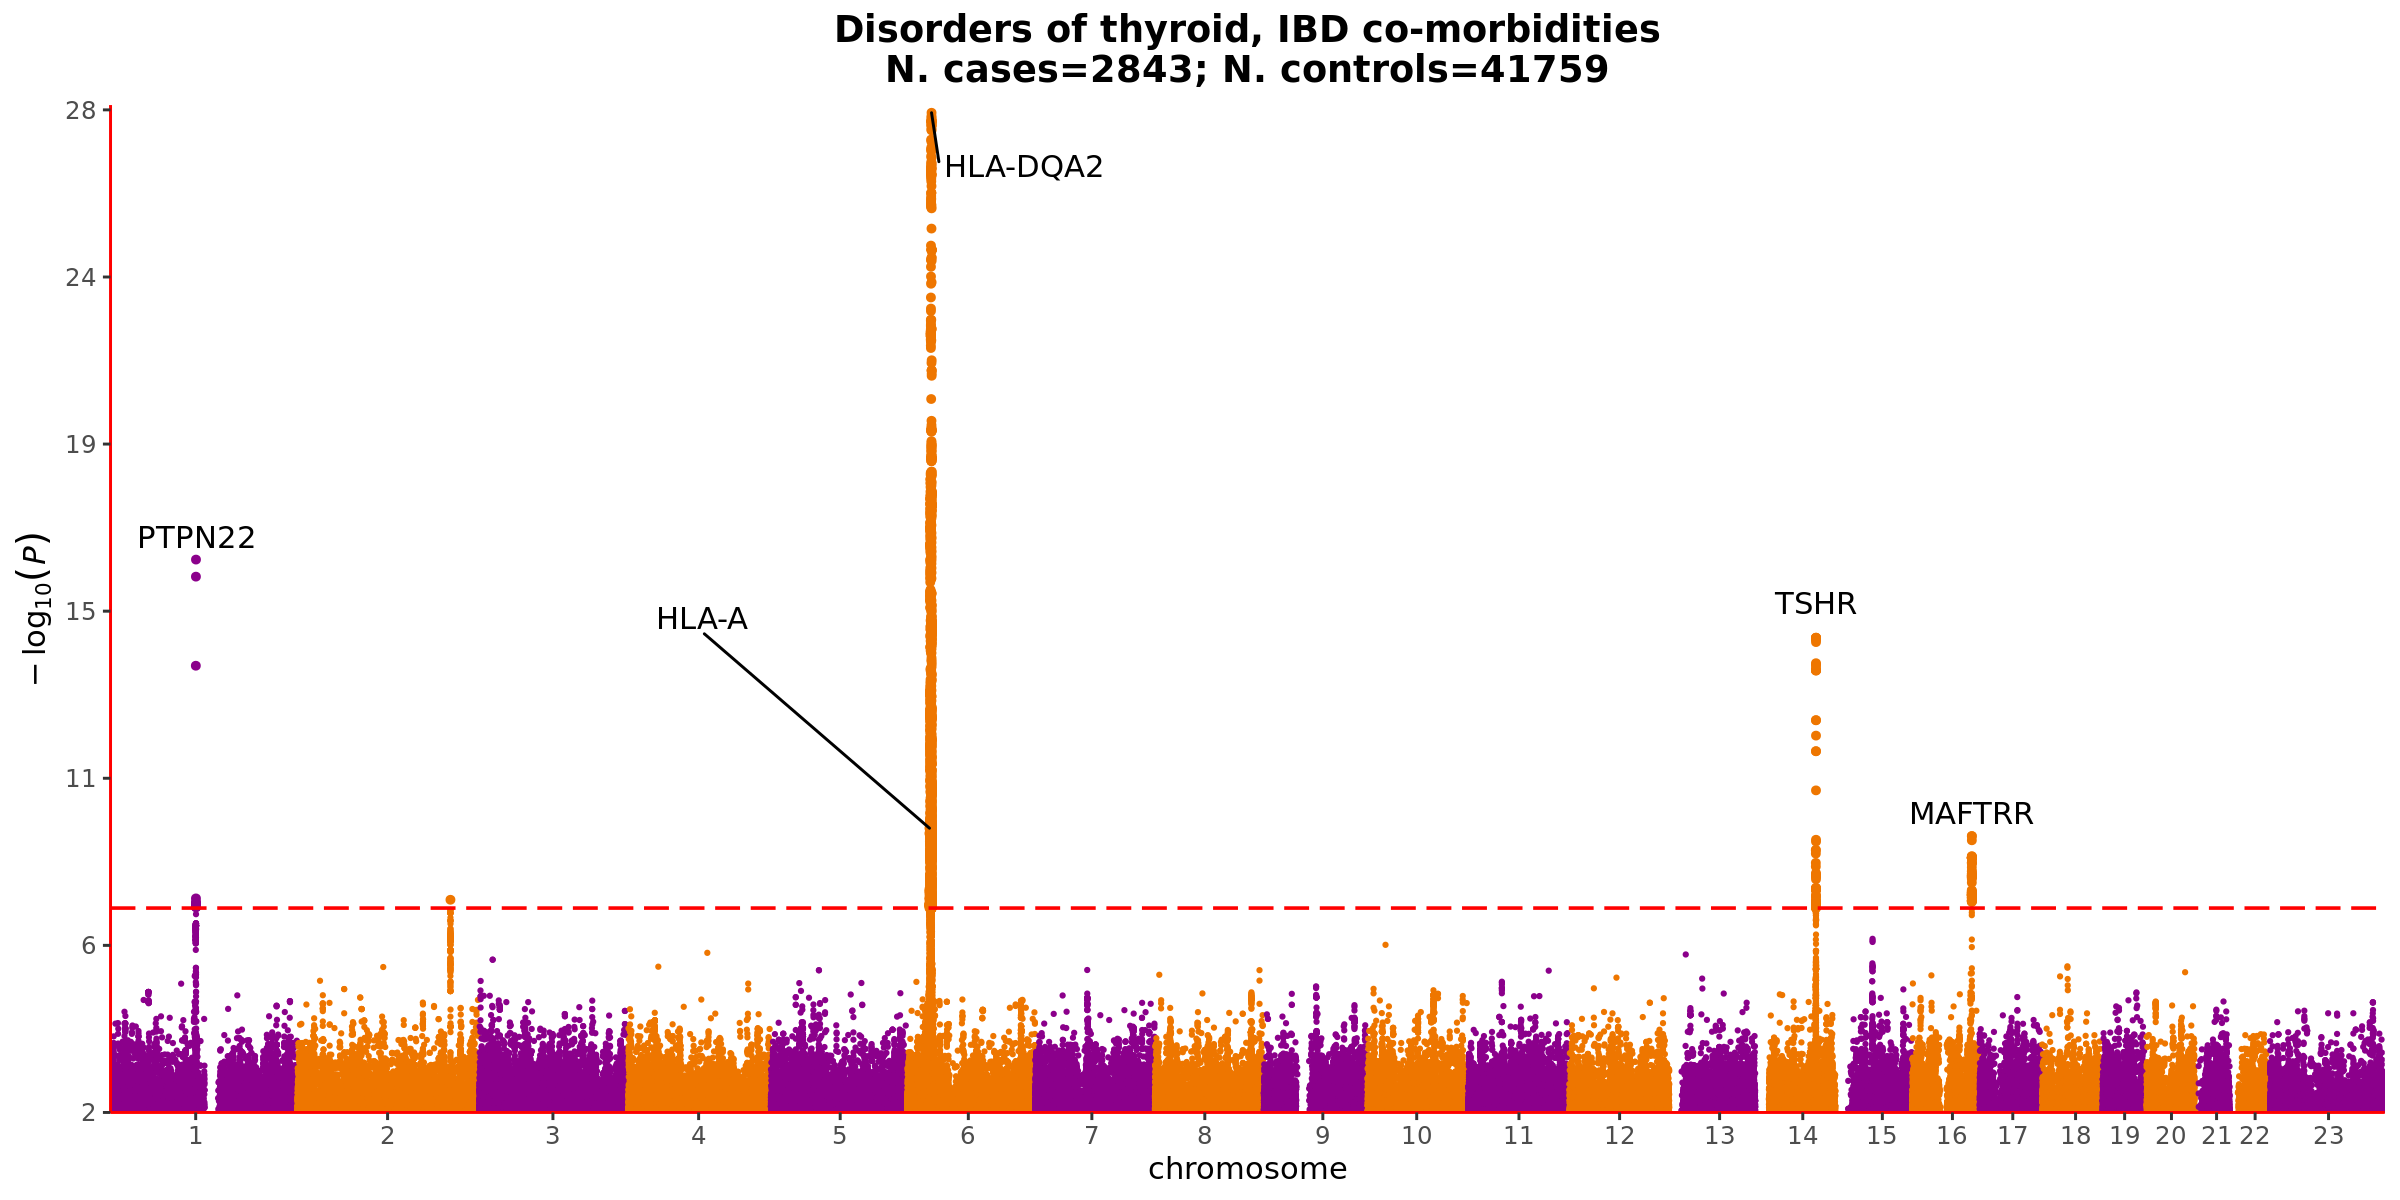 Disorders of thyroid, IBD co-morbidities
N. cases=2843; N. controls=41759
28
24
19
15
11
6
2
− log10(P)
HLA-DQA2
PTPN22
HLA-A
TSHR
MAFTRR
1 2 3 4 5 6 7 8 9 10 11 12 13 14 15 16 17 18 19 20 21 22 23
chromosome